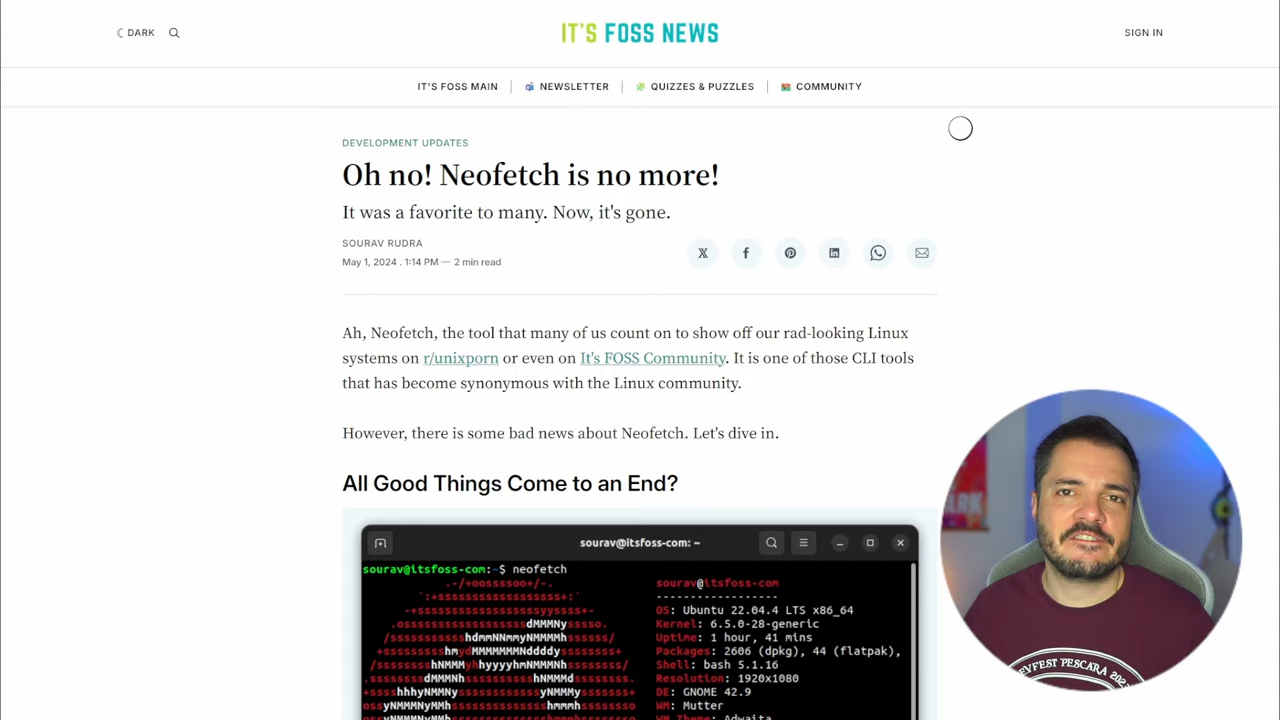 DARK
IT'S FOSS NEWS
SIGN IN
IT'S FOSS MAIN
NEWSLETTER
QUIZZES & PUZZLES
COMMUNITY
DEVELOPMENT UPDATES
Oh no! Neofetch is no more!
It was a favorite to many. Now, it's gone.
SOURAV RUDRA
May 1, 2024 . 1:14 PM — 2 min read
Ah, Neofetch, the tool that many of us count on to show off our rad-looking Linux
systems on r/unixporn or even on It's FOSS Community. It is one of those CLI tools
that has become synonymous with the Linux community.
However, there is some bad news about Neofetch. Let's dive in.
All Good Things Come to an End?
sourav@itsfoss-com: ~
sourav@itsfoss-com:~$ neofetch
sourav@itsfoss-com
-----------------
OS: Ubuntu 22.04.4 LTS x86_64
Kernel: 6.5.0-28-generic
Uptime: 1 hour, 41 mins
Packages: 2606 (dpkg), 44 (flatpak),
Shell: bash 5.1.16
Resolution: 1920x1080
DE: GNOME 42.9
WM: Mutter
WM Theme: Adwaita
PESCARA